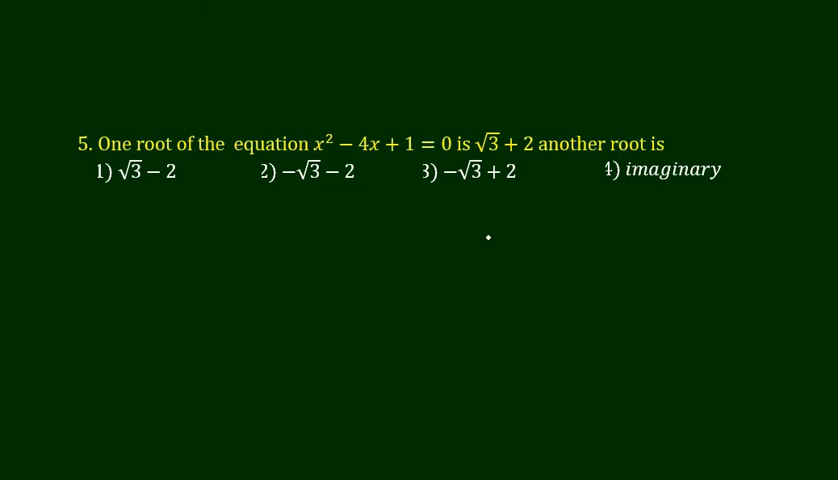 5. One root of the equation x² − 4x + 1 = 0 is √3 + 2 another root is
1) √3 − 2 2) −√3 − 2 3) −√3 + 2 4) imaginary